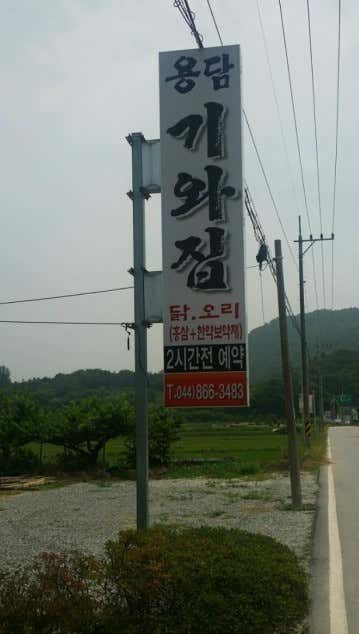 용담
기와집
닭.오리
(홍삼+한약보약재)
2시간전 예약
T.(044)866-3483